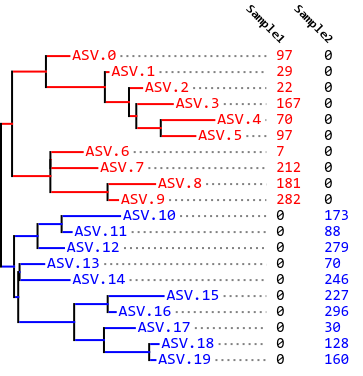 Sample1 Sample2
ASV.0 97 0
ASV.1 29 0
ASV.2 22 0
ASV.3 167 0
ASV.4 70 0
ASV.5 97 0
ASV.6 7 0
ASV.7 212 0
ASV.8 181 0
ASV.9 282 0
ASV.10 0 173
ASV.11 0 88
ASV.12 0 279
ASV.13 0 70
ASV.14 0 246
ASV.15 0 227
ASV.16 0 296
ASV.17 0 30
ASV.18 0 128
ASV.19 0 160